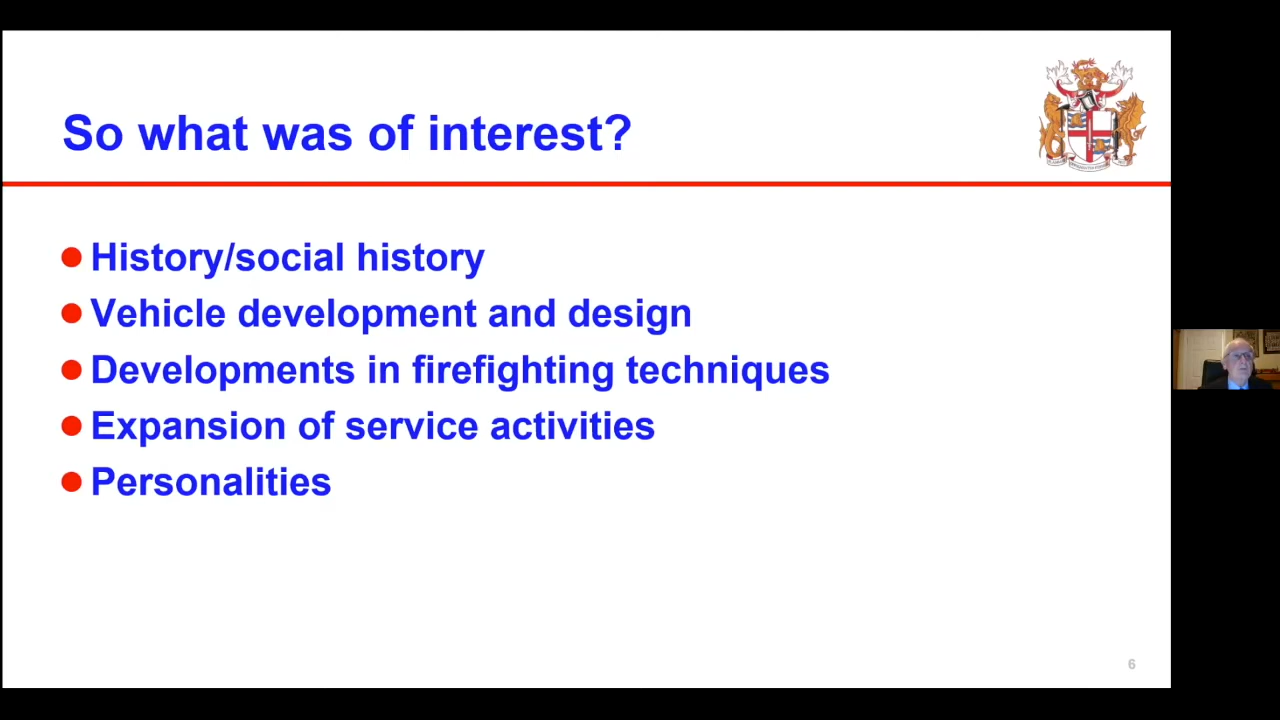 So what was of interest?
History/social history
Vehicle development and design
Developments in firefighting techniques
Expansion of service activities
Personalities
6